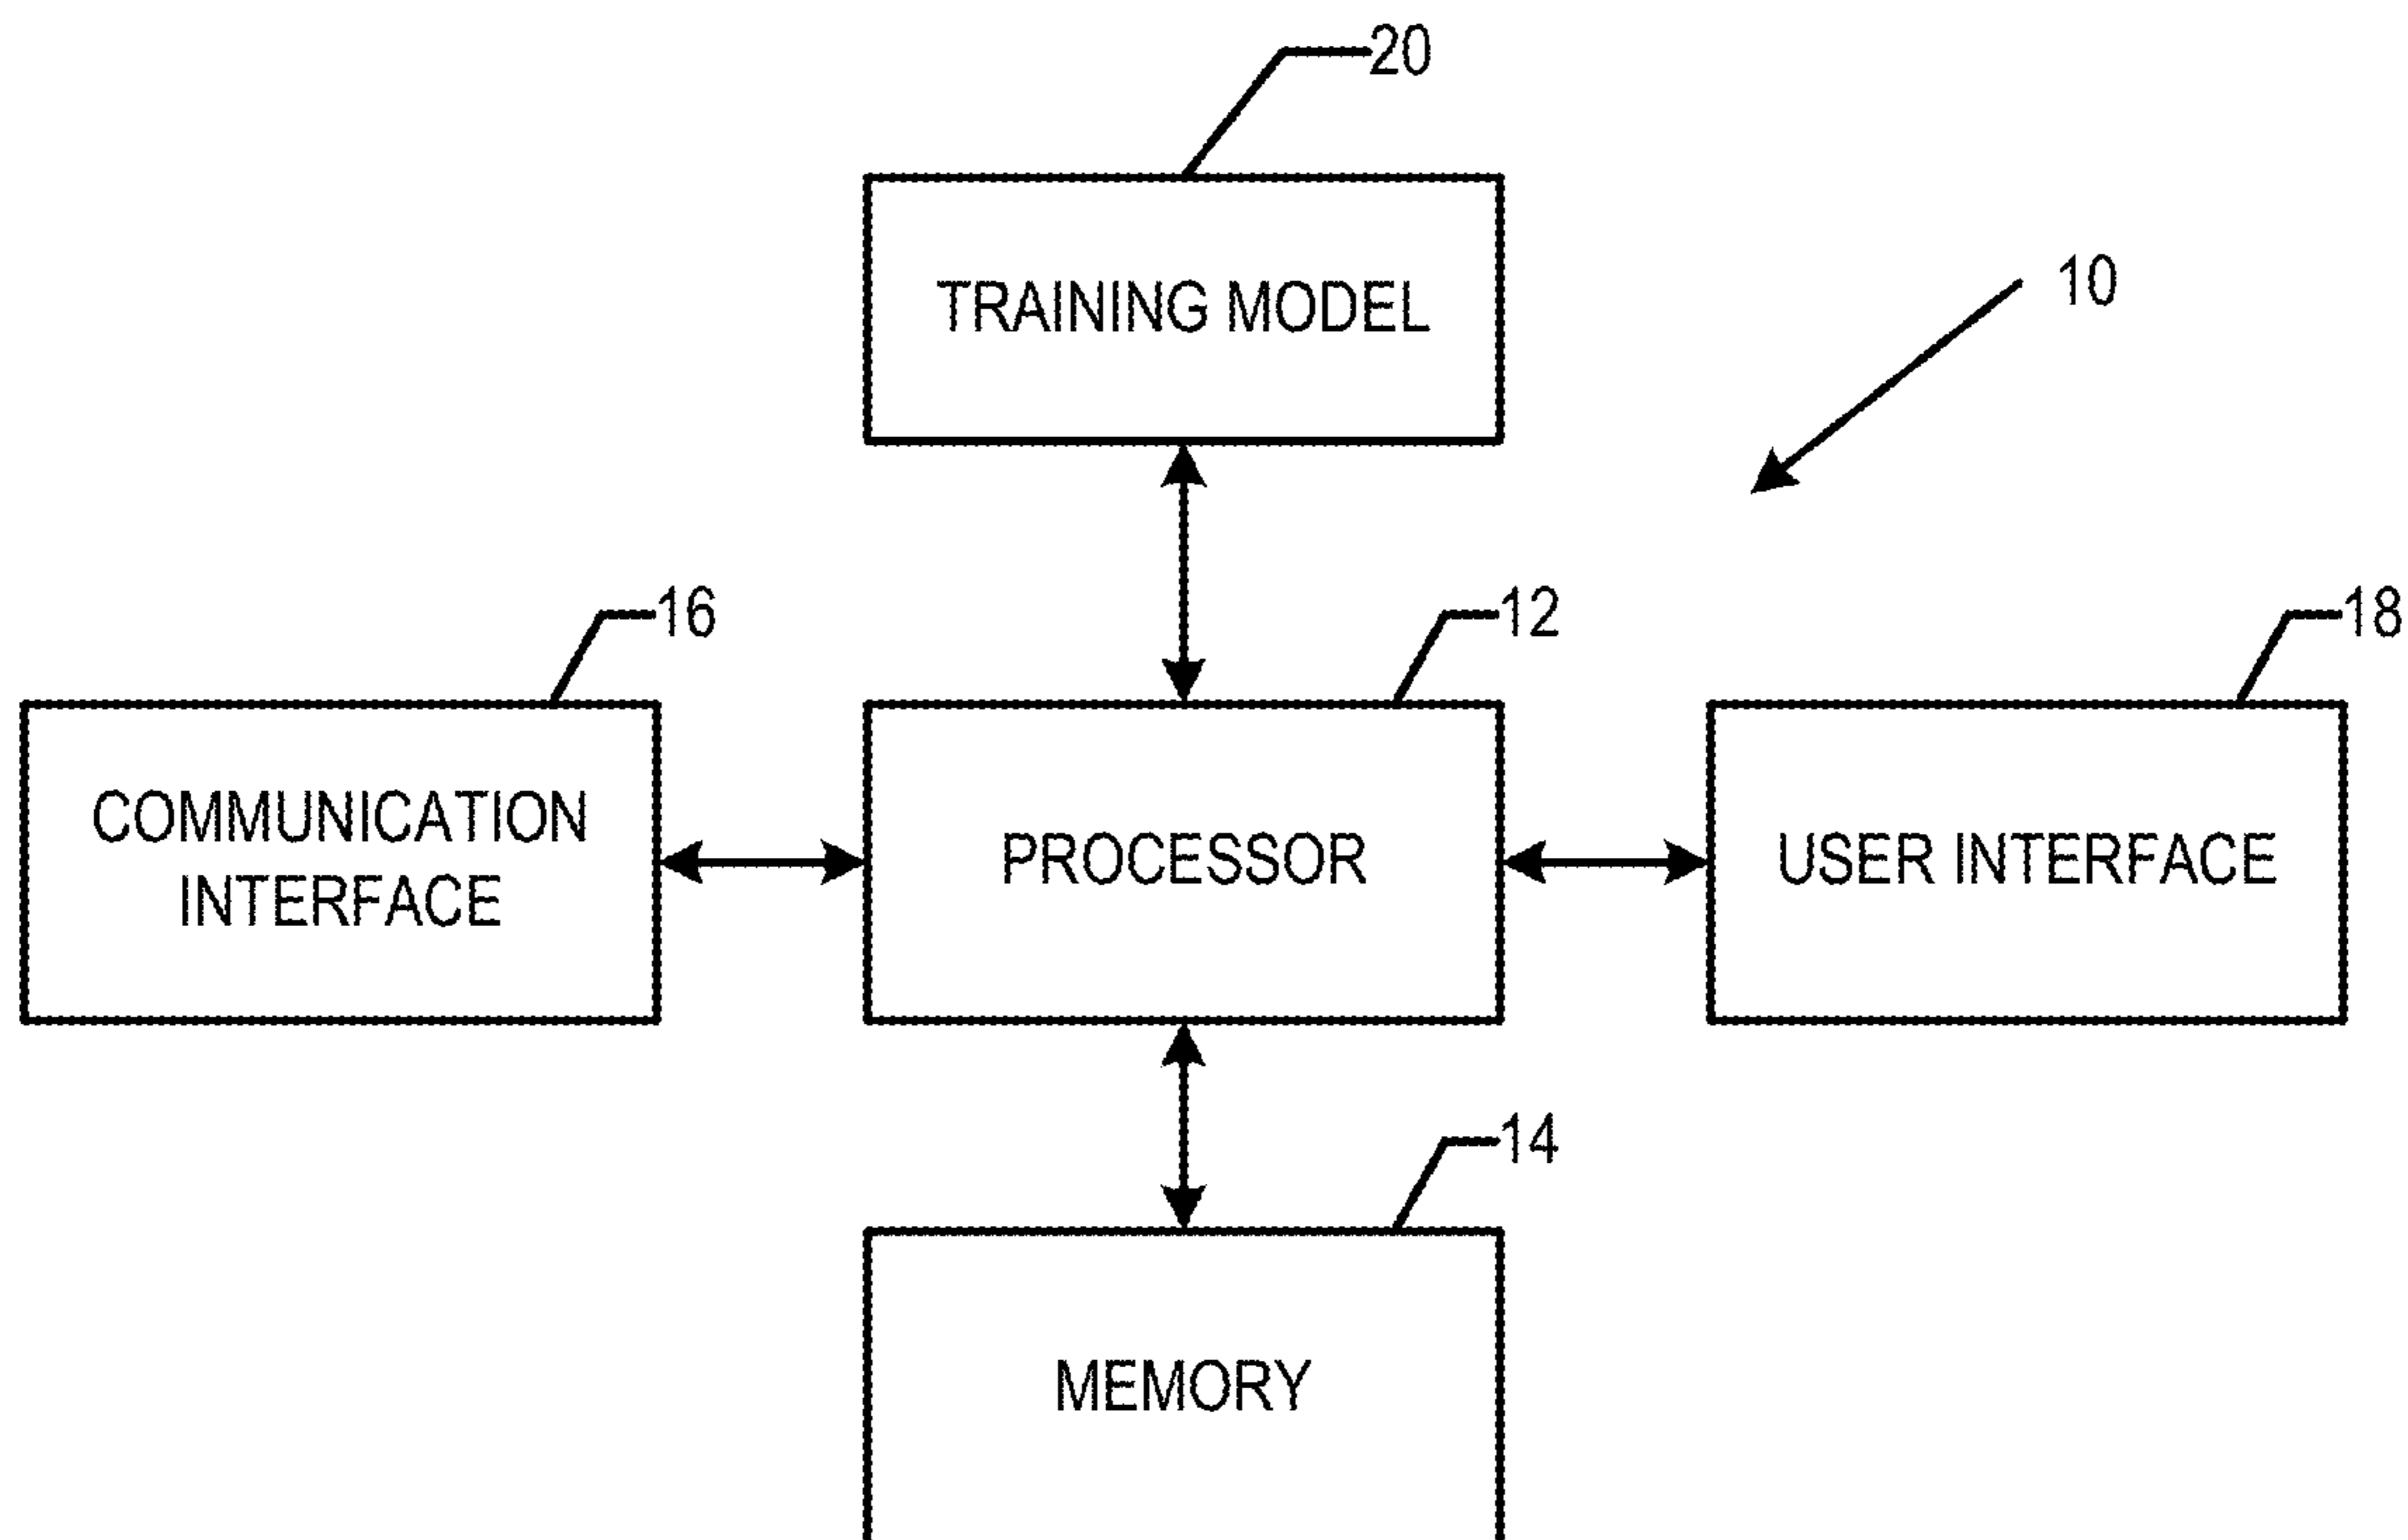 20
TRAINING MODEL
10
16
12
18
COMMUNICATION
INTERFACE
PROCESSOR
USER INTERFACE
14
MEMORY